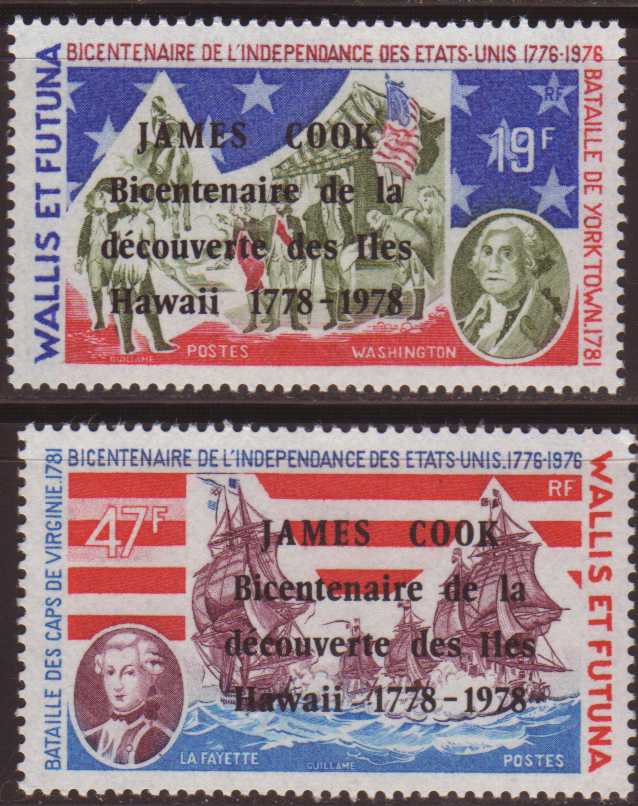 BICENTENAIRE DE L'INDEPENDANCE DES ETATS-UNIS 1776-1976
WALLIS ET FUTUNA
RF
19F
BATAILLE DE YORKTOWN.1781
JAMES COOK
Bicentenaire de la
découverte des Iles
Hawaii 1778-1978
GUILLAME
POSTES
WASHINGTON
BICENTENAIRE DE L'INDEPENDANCE DES ETATS-UNIS.1776-1976
BATAILLE DES CAPS DE VIRGINIE.1781
47F
RF
WALLIS ET FUTUNA
JAMES COOK
Bicentenaire de la
découverte des Iles
Hawaii 1778-1978
LA FAYETTE
GUILLAME
POSTES